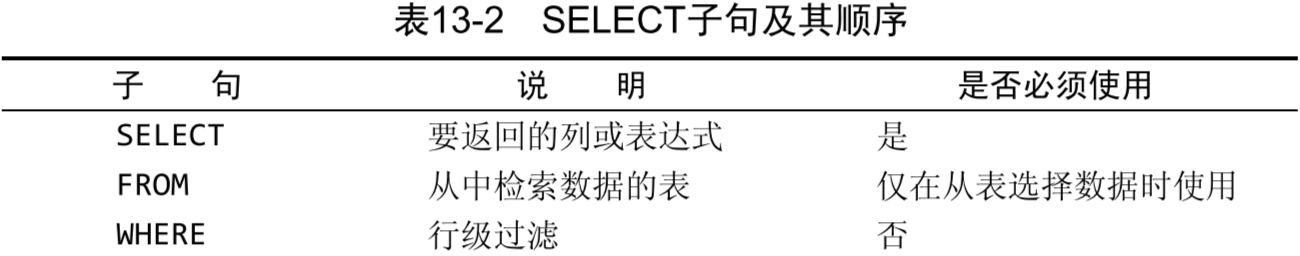 表13-2 SELECT子句及其顺序
子 句 说 明 是否必须使用
SELECT 要返回的列或表达式 是
FROM 从中检索数据的表 仅在从表选择数据时使用
WHERE 行级过滤 否